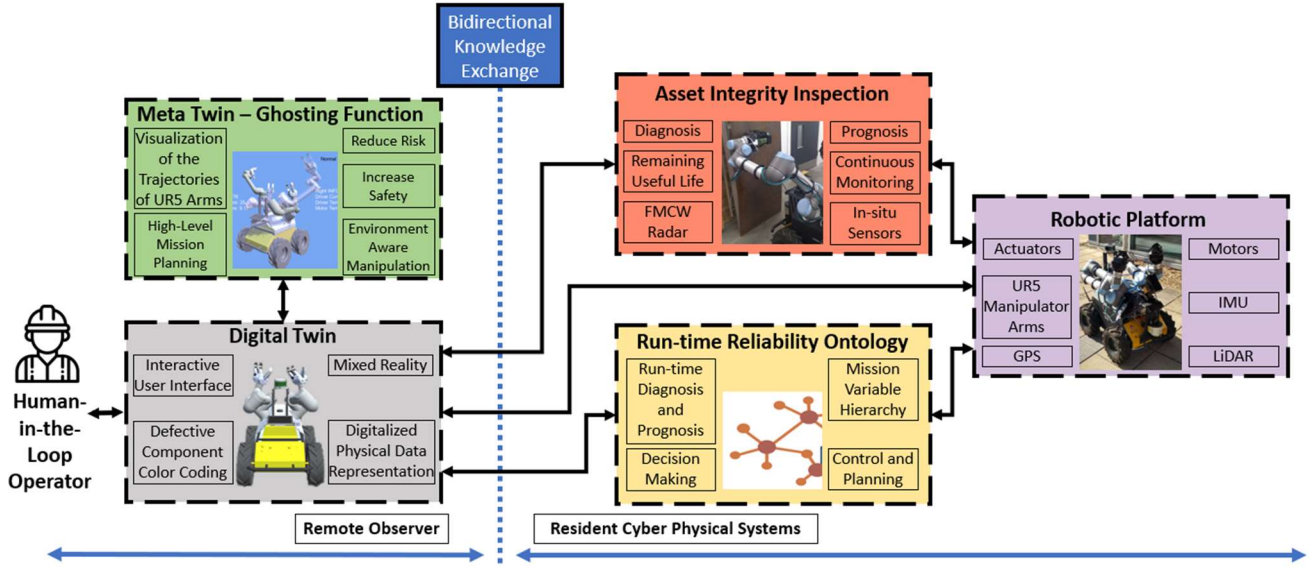 Bidirectional
Knowledge
Exchange
Meta Twin – Ghosting Function
Visualization
of the
Trajectories
of UR5 Arms
High-Level
Mission
Planning
Normal
Reduce Risk
Increase
Safety
Environment
Aware
Manipulation
Asset Integrity Inspection
Diagnosis
Remaining
Useful Life
FMCW
Radar
Prognosis
Continuous
Monitoring
In-situ
Sensors
Robotic Platform
Actuators
UR5
Manipulator
Arms
GPS
Motors
IMU
LiDAR
Human-
in-the-
Loop
Operator
Digital Twin
Interactive
User Interface
Defective
Component
Color Coding
Mixed Reality
Digitalized
Physical Data
Representation
Run-time Reliability Ontology
Run-time
Diagnosis
and
Prognosis
Decision
Making
Mission
Variable
Hierarchy
Control and
Planning
Remote Observer
Resident Cyber Physical Systems